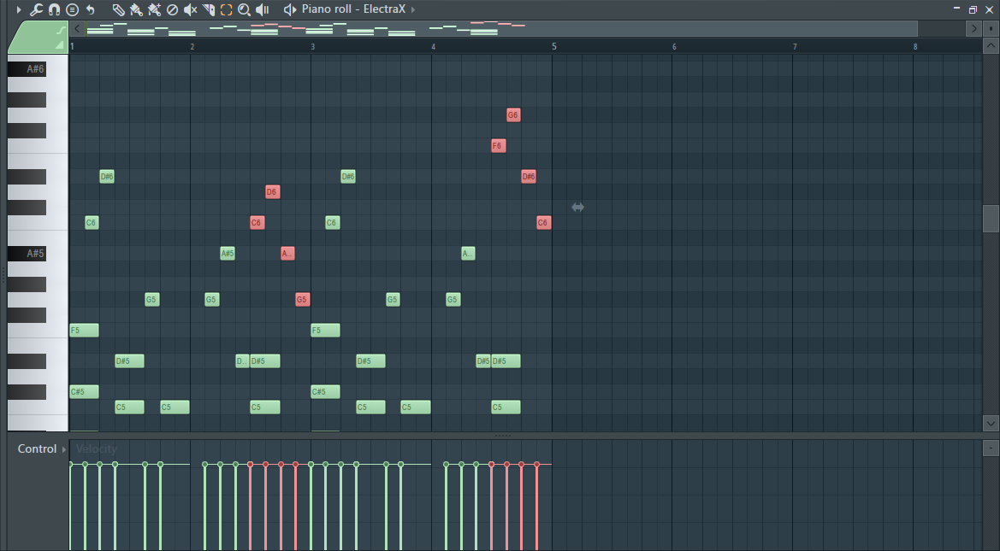 Piano roll - ElectraX
1 2 3 4 5 6 7 8
A#6
G6
F6
D#6 D#6 D#6
D6
C6 C6 C6 C6
A#5 A#5 A.. A..
G5 G5 G5 G5 G5
F5 F5
D#5 D.. D#5 D#5 D#5 D#5
C#5 C#5
C5 C5 C5 C5 C5 C5
Control Velocity